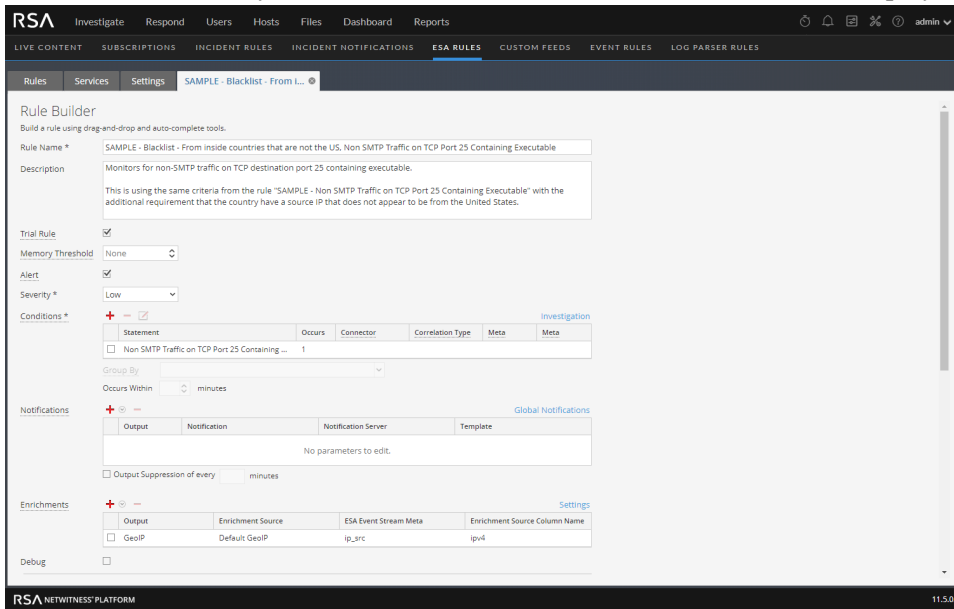 RSA Investigate Respond Users Hosts Files Dashboard Reports admin
LIVE CONTENT SUBSCRIPTIONS INCIDENT RULES INCIDENT NOTIFICATIONS ESA RULES CUSTOM FEEDS EVENT RULES LOG PARSER RULES
Rules Services Settings SAMPLE - Blacklist - From i...
Rule Builder
Build a rule using drag-and-drop and auto-complete tools.
Rule Name * SAMPLE - Blacklist - From inside countries that are not the US, Non SMTP Traffic on TCP Port 25 Containing Executable
Description Monitors for non-SMTP traffic on TCP destination port 25 containing executable.
This is using the same criteria from the rule "SAMPLE - Non SMTP Traffic on TCP Port 25 Containing Executable" with the
additional requirement that the country have a source IP that does not appear to be from the United States.
Trial Rule
Memory Threshold None
Alert
Severity * Low
Conditions * Investigation
Statement Occurs Connector Correlation Type Meta Meta
Non SMTP Traffic on TCP Port 25 Containing ... 1
Group By
Occurs Within minutes
Notifications Global Notifications
Output Notification Notification Server Template
No parameters to edit.
Output Suppression of every minutes
Enrichments Settings
Output Enrichment Source ESA Event Stream Meta Enrichment Source Column Name
GeoIP Default GeoIP ip_src ipv4
Debug
RSA NETWITNESS® PLATFORM 11.5.0